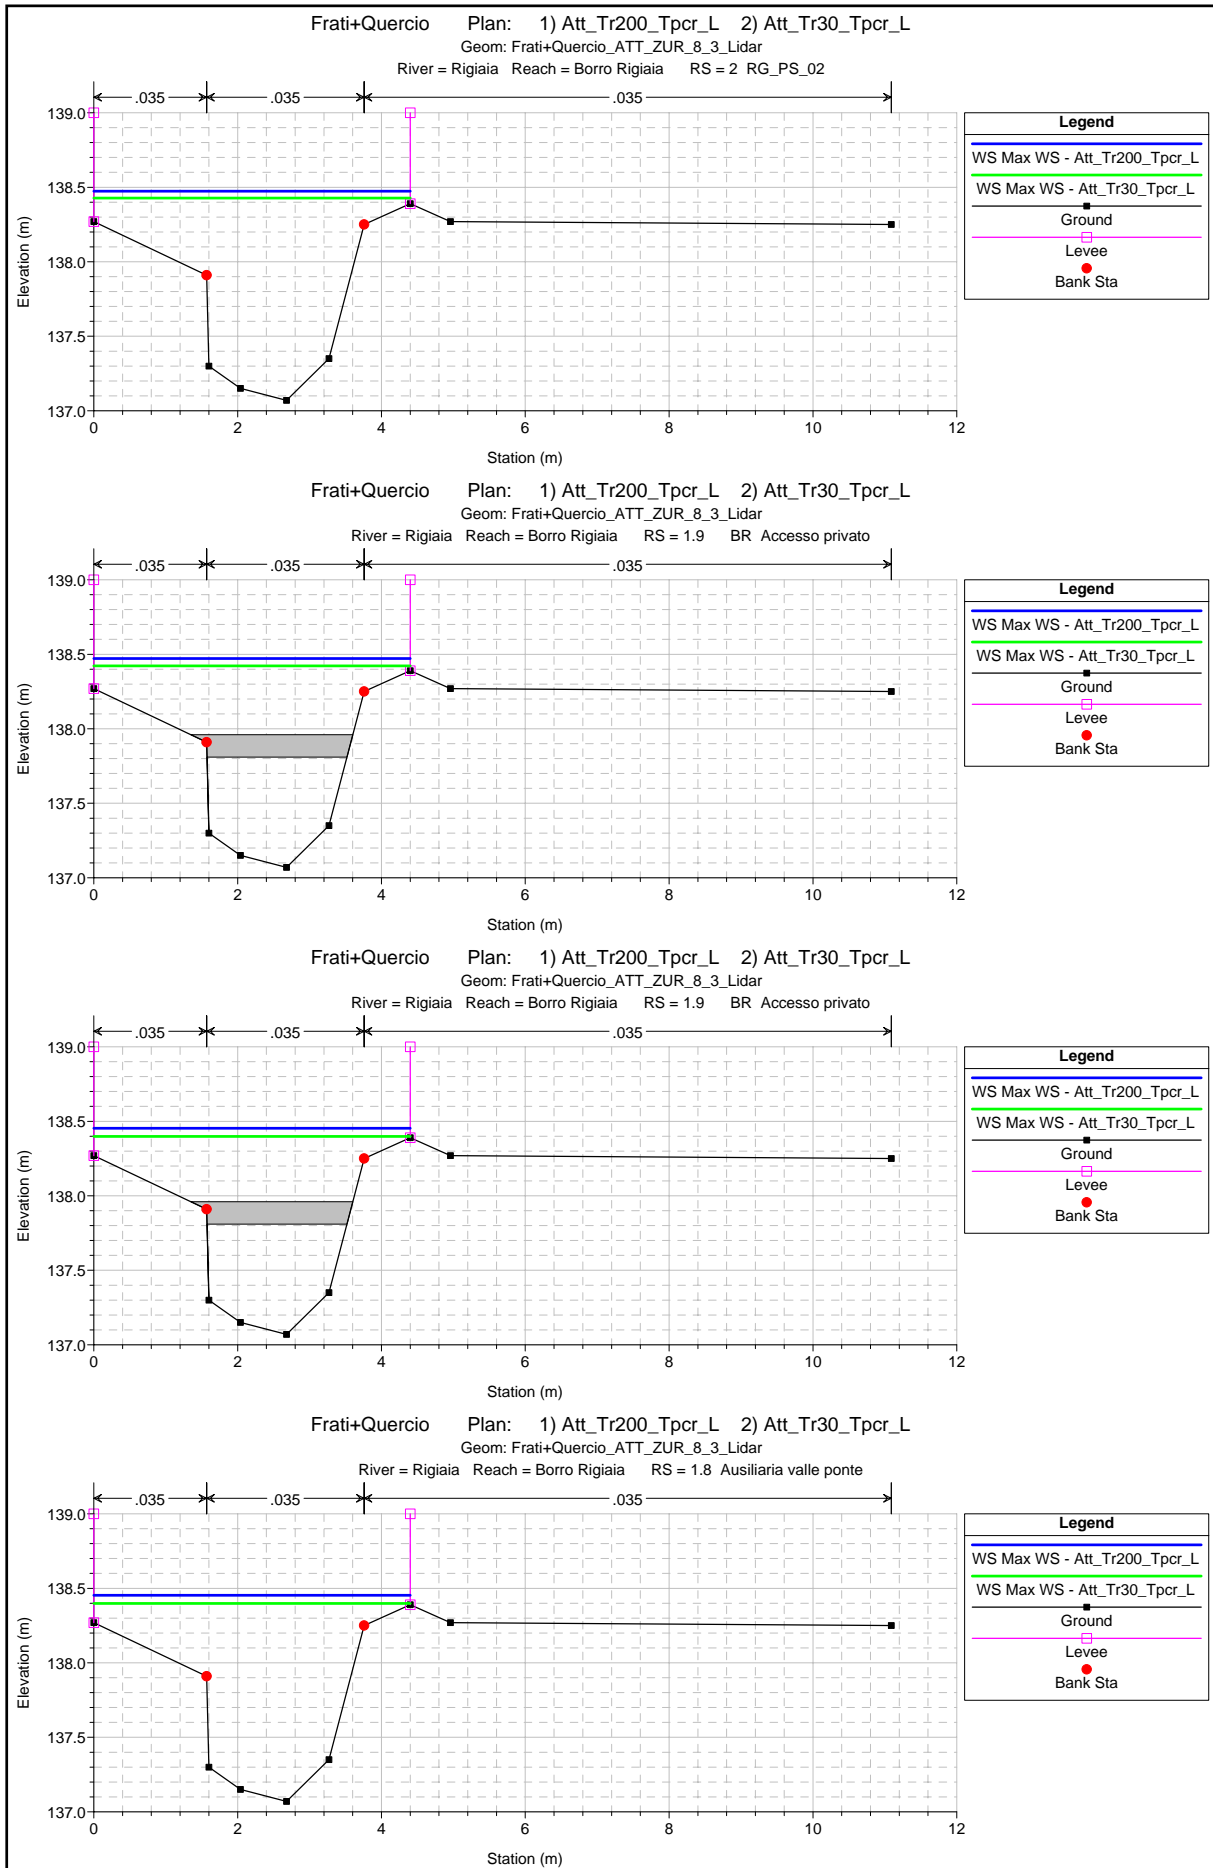 Frati+Quercio Plan: 1) Att_Tr200_Tpcr_L 2) Att_Tr30_Tpcr_L
Geom: Frati+Quercio_ATT_ZUR_8_3_Lidar
River = Rigiaia Reach = Borro Rigiaia RS = 2 RG_PS_02
.035 .035 .035
139.0
138.5
138.0
137.5
137.0
Elevation (m)
0 2 4 6 8 10 12
Station (m)
Legend
WS Max WS - Att_Tr200_Tpcr_L
WS Max WS - Att_Tr30_Tpcr_L
Ground
Levee
Bank Sta
Frati+Quercio Plan: 1) Att_Tr200_Tpcr_L 2) Att_Tr30_Tpcr_L
Geom: Frati+Quercio_ATT_ZUR_8_3_Lidar
River = Rigiaia Reach = Borro Rigiaia RS = 1.9 BR Accesso privato
.035 .035 .035
139.0
138.5
138.0
137.5
137.0
Elevation (m)
0 2 4 6 8 10 12
Station (m)
Legend
WS Max WS - Att_Tr200_Tpcr_L
WS Max WS - Att_Tr30_Tpcr_L
Ground
Levee
Bank Sta
Frati+Quercio Plan: 1) Att_Tr200_Tpcr_L 2) Att_Tr30_Tpcr_L
Geom: Frati+Quercio_ATT_ZUR_8_3_Lidar
River = Rigiaia Reach = Borro Rigiaia RS = 1.9 BR Accesso privato
.035 .035 .035
139.0
138.5
138.0
137.5
137.0
Elevation (m)
0 2 4 6 8 10 12
Station (m)
Legend
WS Max WS - Att_Tr200_Tpcr_L
WS Max WS - Att_Tr30_Tpcr_L
Ground
Levee
Bank Sta
Frati+Quercio Plan: 1) Att_Tr200_Tpcr_L 2) Att_Tr30_Tpcr_L
Geom: Frati+Quercio_ATT_ZUR_8_3_Lidar
River = Rigiaia Reach = Borro Rigiaia RS = 1.8 Ausiliaria valle ponte
.035 .035 .035
139.0
138.5
138.0
137.5
137.0
Elevation (m)
0 2 4 6 8 10 12
Station (m)
Legend
WS Max WS - Att_Tr200_Tpcr_L
WS Max WS - Att_Tr30_Tpcr_L
Ground
Levee
Bank Sta